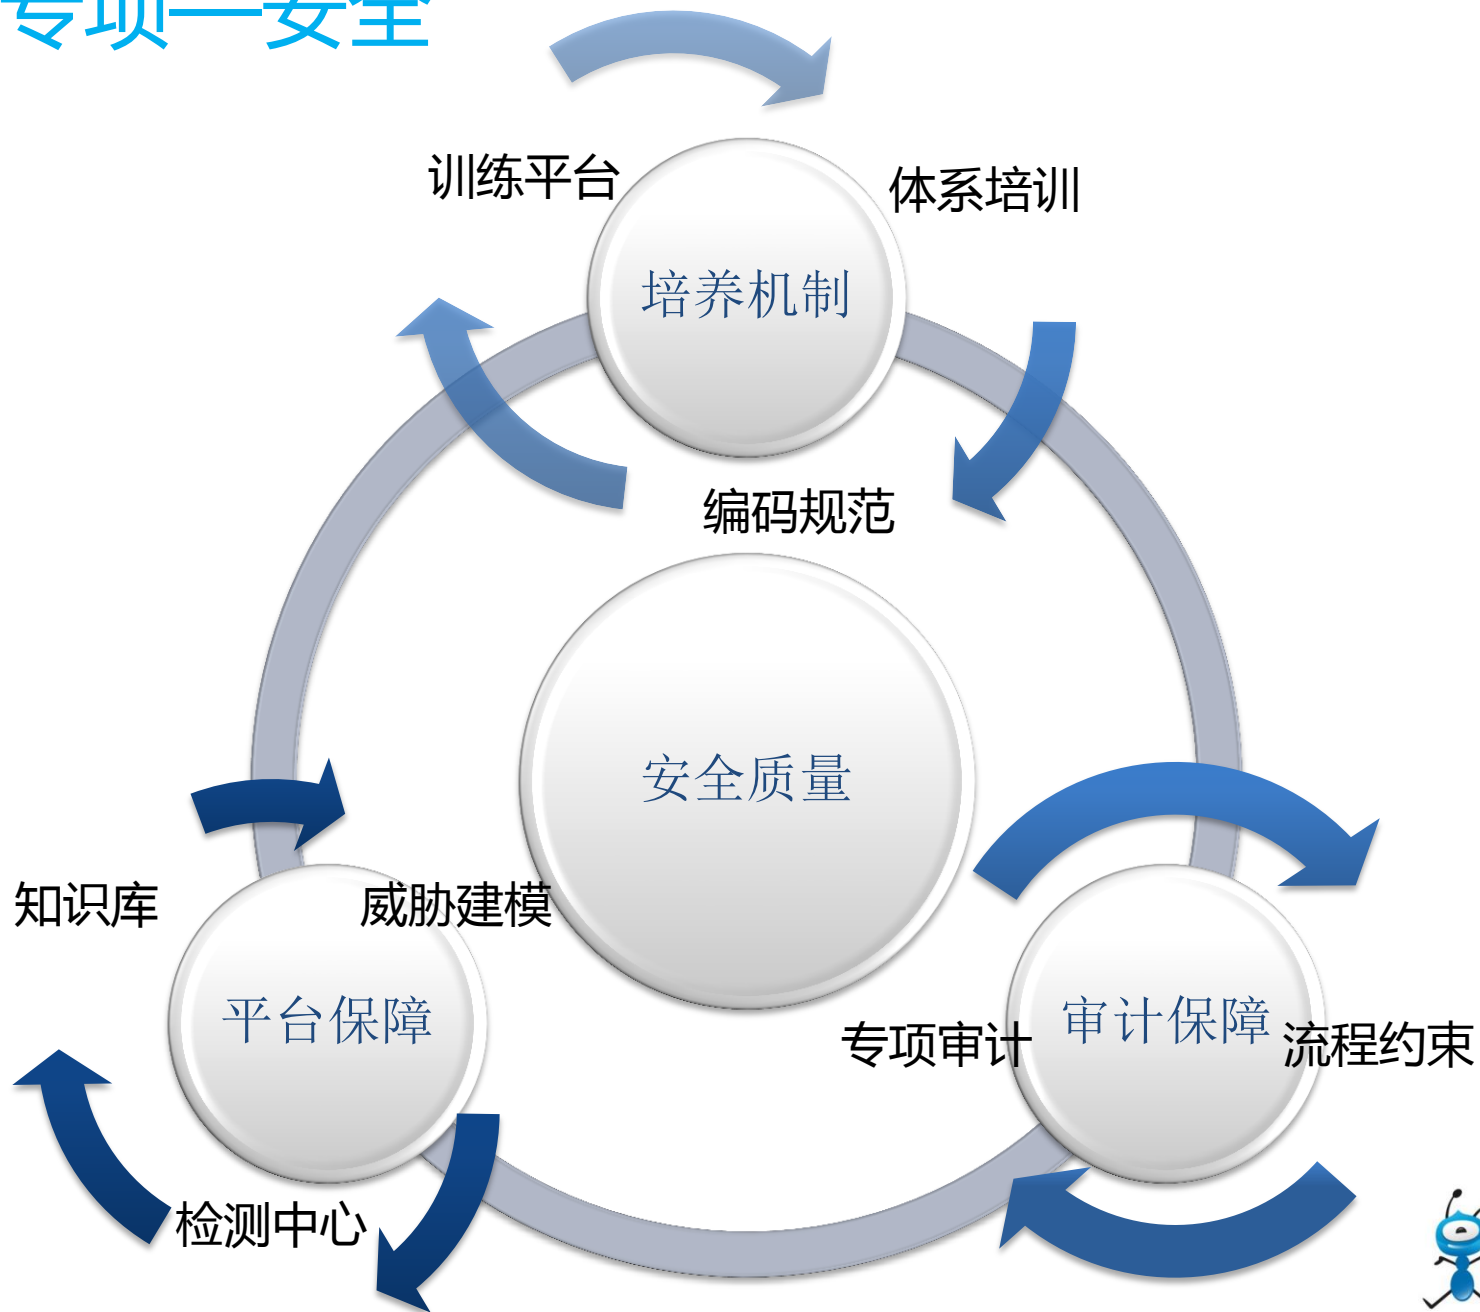 专项—安全
训练平台
体系培训
培养机制
编码规范
安全质量
知识库
威胁建模
平台保障
检测中心
专项审计
审计保障
流程约束